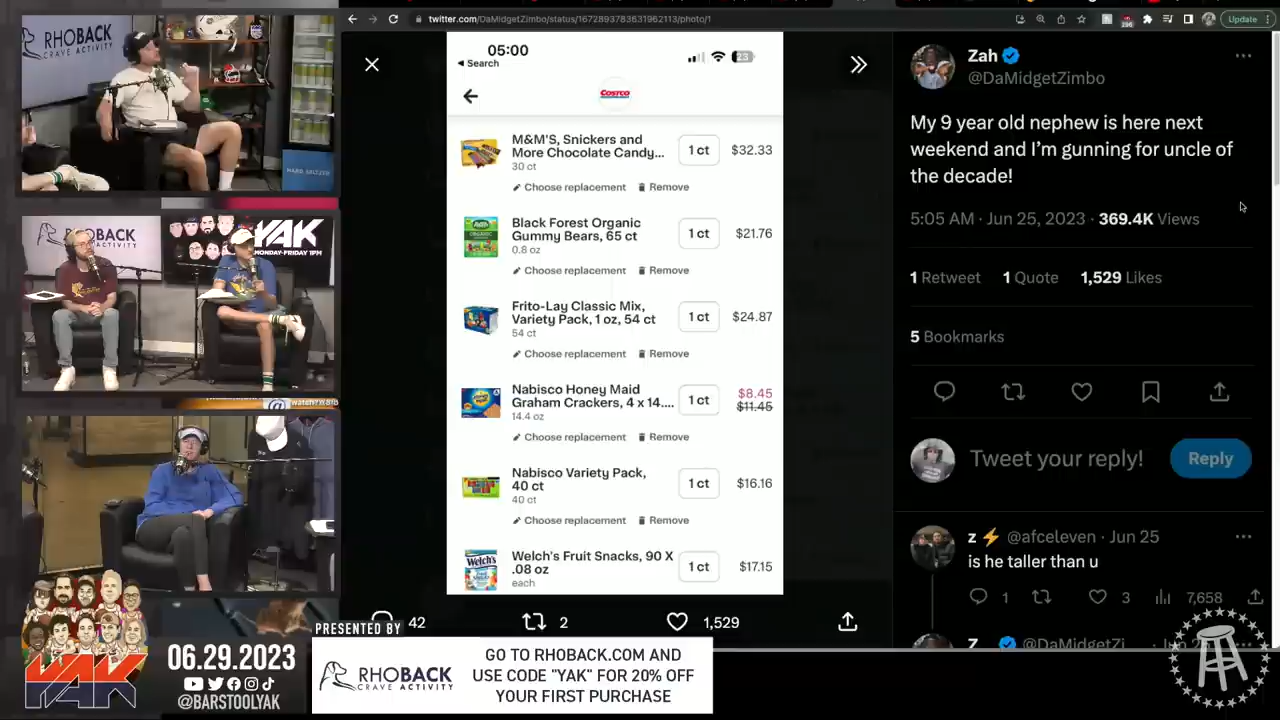 RHOBACK
CRAVE ACTIVITY
HARD SELTZER
RHOBACK
CRAVE ACTIVITY
YAK
MONDAY-FRIDAY 1PM
YAK
06.29.2023
@BARSTOOLYAK
twitter.com/DaMidgetZimbo/status/1672893783631962113/photo/1
Update
05:00
Search
23
COSTCO
M&M'S, Snickers and
More Chocolate Candy...
30 ct
1 ct
$32.33
Choose replacement
Remove
Black Forest Organic
Gummy Bears, 65 ct
0.8 oz
1 ct
$21.76
Choose replacement
Remove
Frito-Lay Classic Mix,
Variety Pack, 1 oz, 54 ct
54 ct
1 ct
$24.87
Choose replacement
Remove
Nabisco Honey Maid
Graham Crackers, 4 x 14....
14.4 oz
1 ct
$8.45
$11.45
Choose replacement
Remove
Nabisco Variety Pack,
40 ct
40 ct
1 ct
$16.16
Choose replacement
Remove
Welch's Fruit Snacks, 90 X
.08 oz
each
1 ct
$17.15
42
2
1,529
Zah
@DaMidgetZimbo
My 9 year old nephew is here next
weekend and I'm gunning for uncle of
the decade!
5:05 AM · Jun 25, 2023 · 369.4K Views
1 Retweet 1 Quote 1,529 Likes
5 Bookmarks
Tweet your reply!
Reply
z ⚡ @afceleven · Jun 25
is he taller than u
1
3
7,658
PRESENTED BY
RHOBACK
CRAVE ACTIVITY
GO TO RHOBACK.COM AND
USE CODE "YAK" FOR 20% OFF
YOUR FIRST PURCHASE